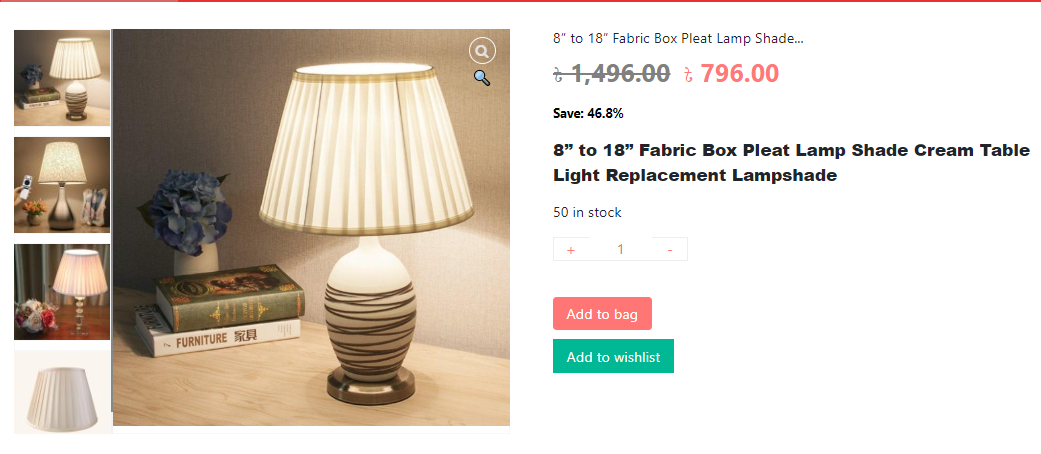 8” to 18” Fabric Box Pleat Lamp Shade...
৳ 1,496.00 ৳ 796.00
Save: 46.8%
8” to 18” Fabric Box Pleat Lamp Shade Cream Table
Light Replacement Lampshade
50 in stock
+ 1 -
Add to bag
Add to wishlist
FURNITURE 家具